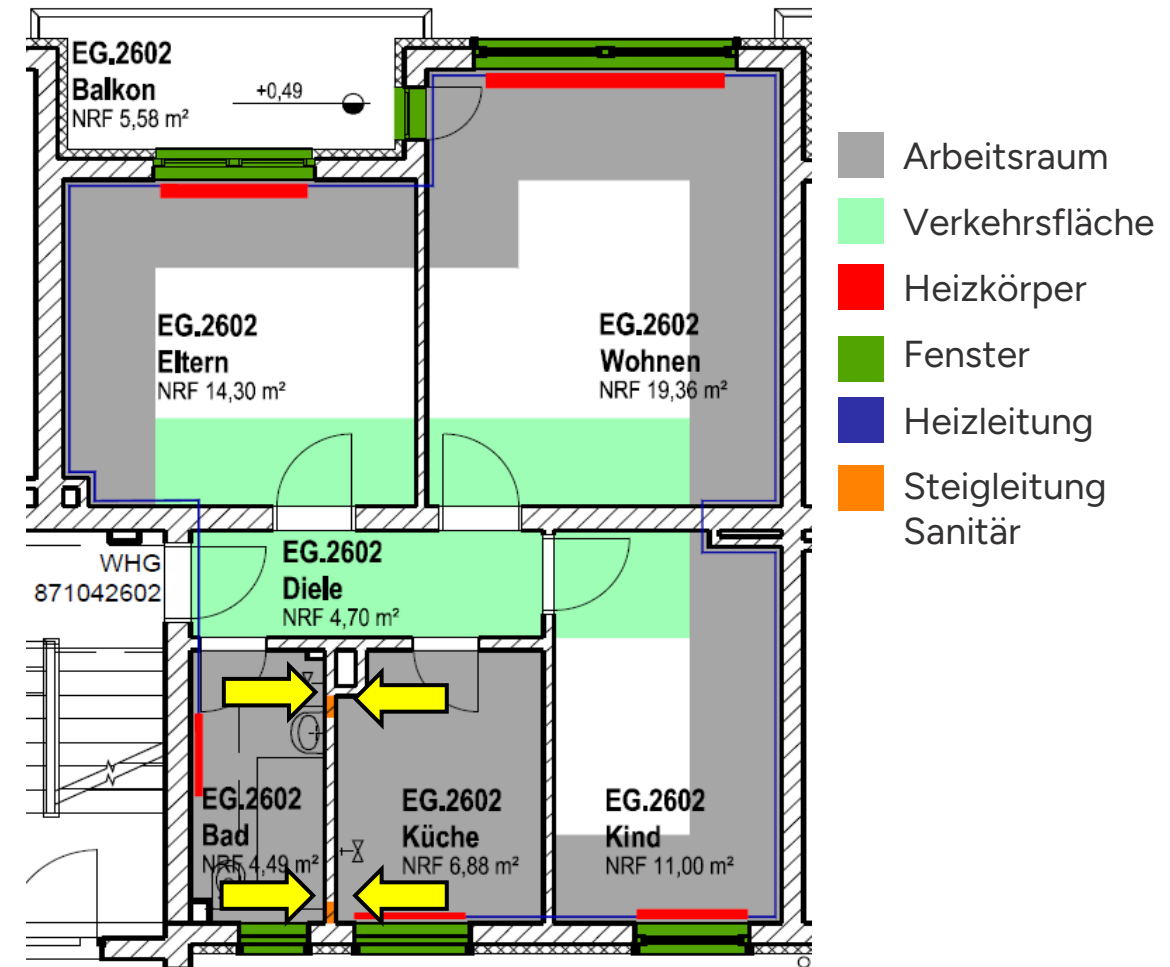 EG.2602
Balkon
NRF 5,58 m²
+0,49
EG.2602
Eltern
NRF 14,30 m²
EG.2602
Wohnen
NRF 19,36 m²
WHG
871042602
EG.2602
Diele
NRF 4,70 m²
EG.2602
Bad
NRF 4,49 m²
EG.2602
Küche
NRF 6,88 m²
EG.2602
Kind
NRF 11,00 m²
Arbeitsraum
Verkehrsfläche
Heizkörper
Fenster
Heizleitung
Steigleitung
Sanitär